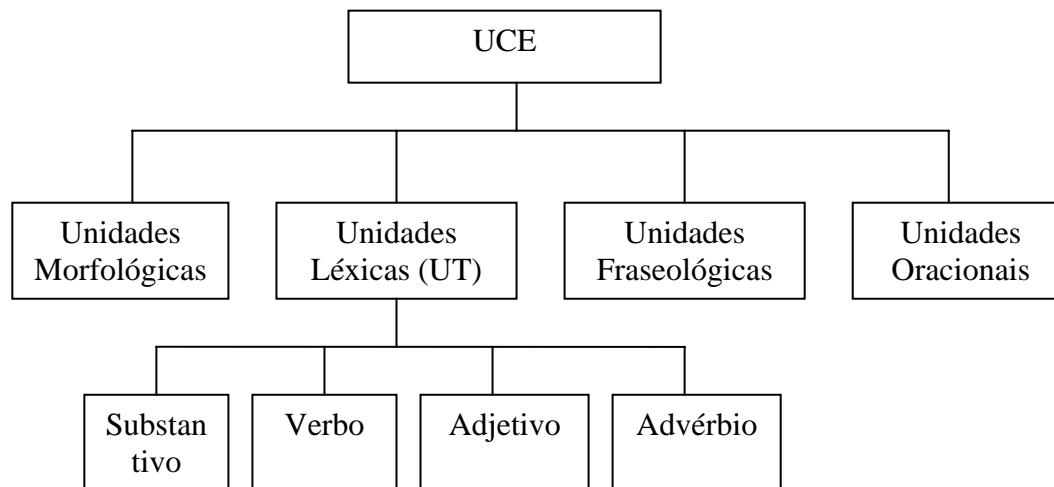 UCE
Unidades
Morfológicas
Unidades
Léxicas (UT)
Unidades
Fraseológicas
Unidades
Oracionais
Substan
tivo
Verbo
Adjetivo
Advérbio